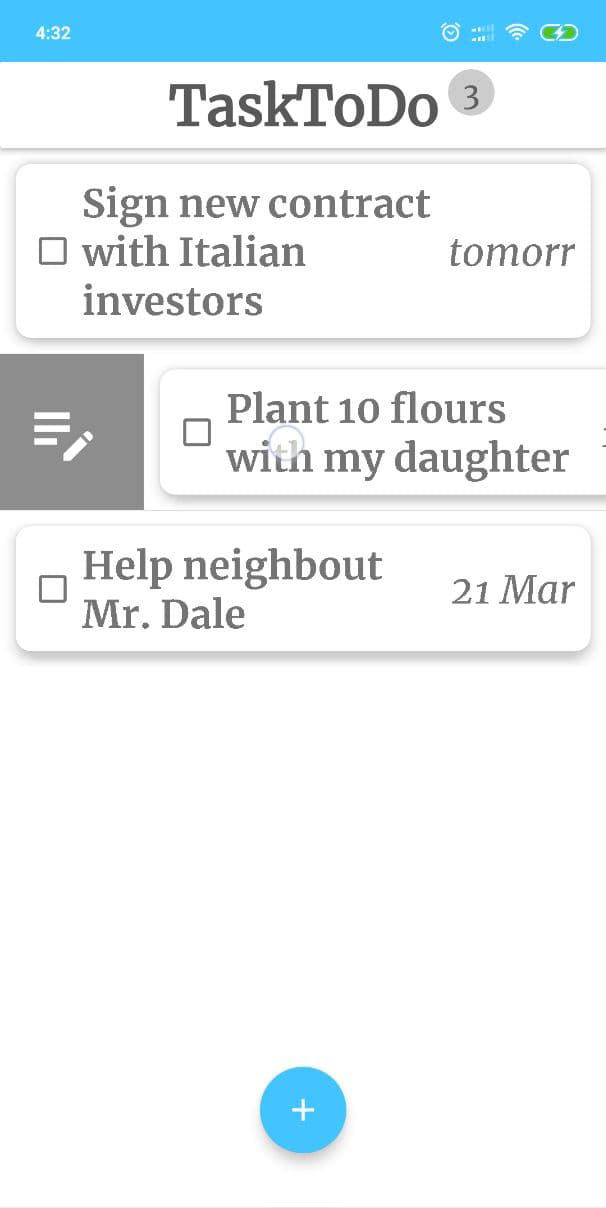 4:32
TaskToDo 3
Sign new contract
with Italian
investors
tomorr
Plant 10 flours
with my daughter
Help neighbout
Mr. Dale
21 Mar
+